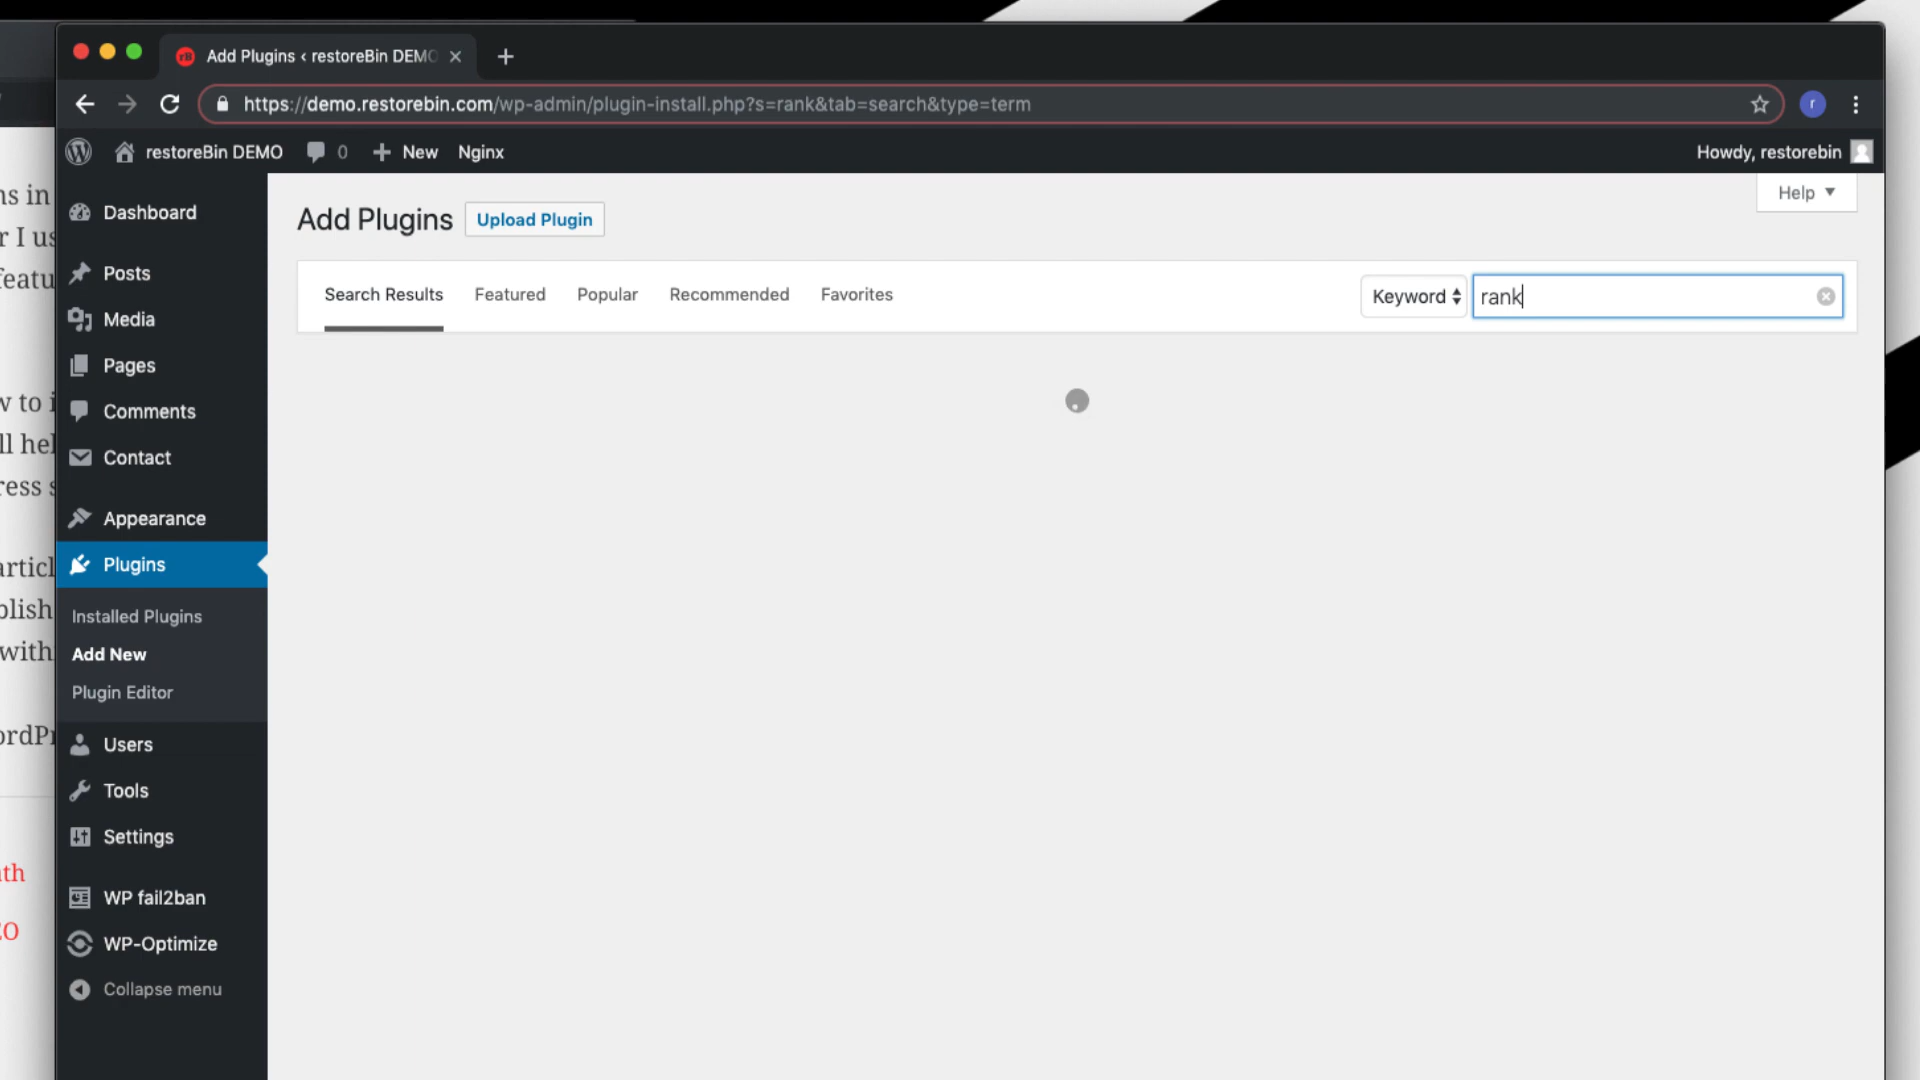 Add Plugins ‹ restoreBin DEMO
https://demo.restorebin.com/wp-admin/plugin-install.php?s=rank&tab=search&type=term
r
restoreBin DEMO 0 New Nginx Howdy, restorebin
Help
Add Plugins Upload Plugin
Search Results Featured Popular Recommended Favorites Keyword rank
Dashboard
Posts
Media
Pages
Comments
Contact
Appearance
Plugins
Installed Plugins
Add New
Plugin Editor
Users
Tools
Settings
WP fail2ban
WP-Optimize
Collapse menu